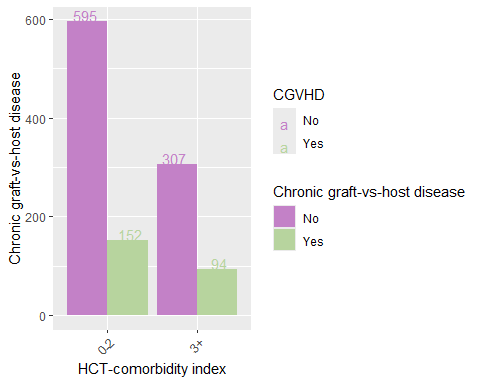 Chronic graft-vs-host disease
600
400
200
0
595
152
307
94
0-2
3+
HCT-comorbidity index
CGVHD
a No
a Yes
Chronic graft-vs-host disease
No
Yes